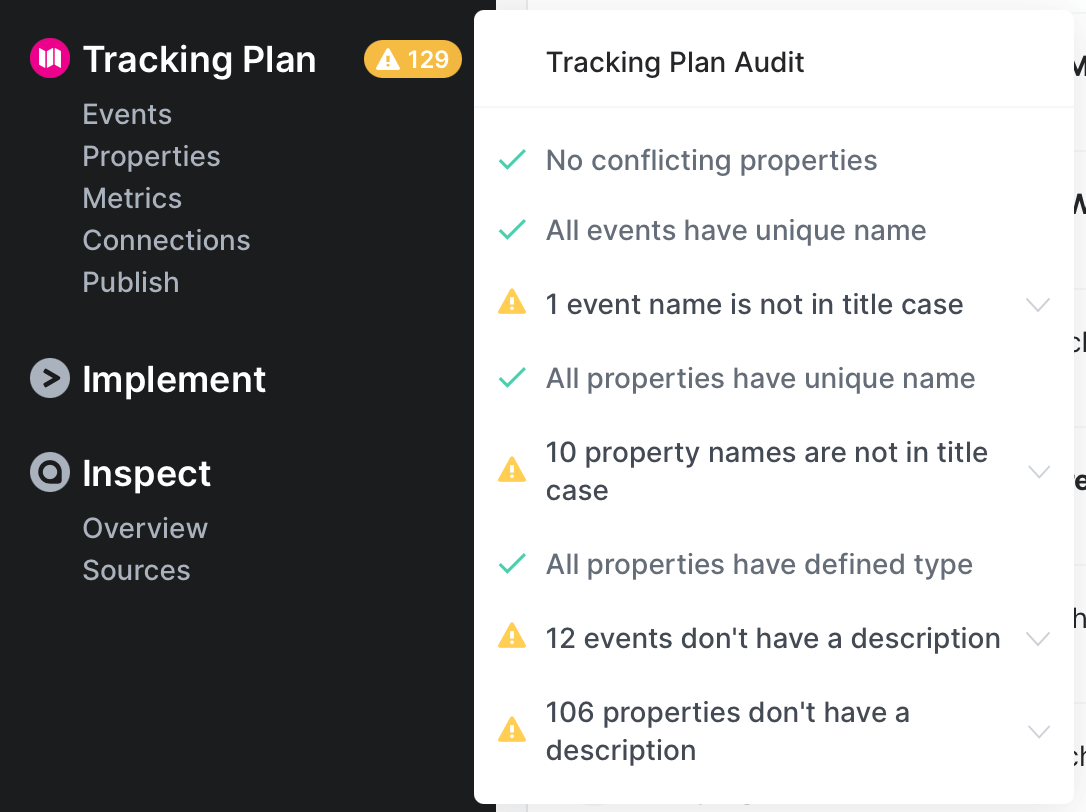 Tracking Plan
129
Events
Properties
Metrics
Connections
Publish
Implement
Inspect
Overview
Sources
Tracking Plan Audit
No conflicting properties
All events have unique name
1 event name is not in title case
All properties have unique name
10 property names are not in title
case
All properties have defined type
12 events don't have a description
106 properties don't have a
description